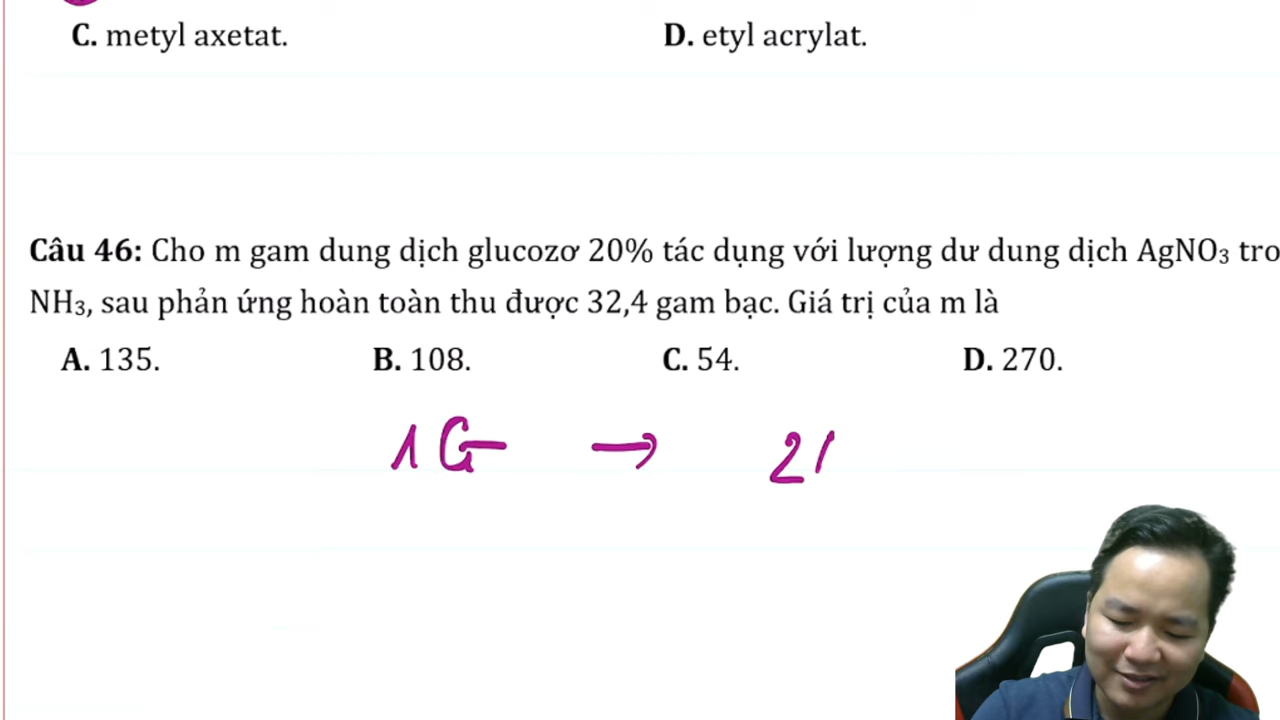 C. metyl axetat. D. etyl acrylat.
Câu 46: Cho m gam dung dịch glucozơ 20% tác dụng với lượng dư dung dịch AgNO₃ tro
NH₃, sau phản ứng hoàn toàn thu được 32,4 gam bạc. Giá trị của m là
A. 135. B. 108. C. 54. D. 270.
1 G → 2